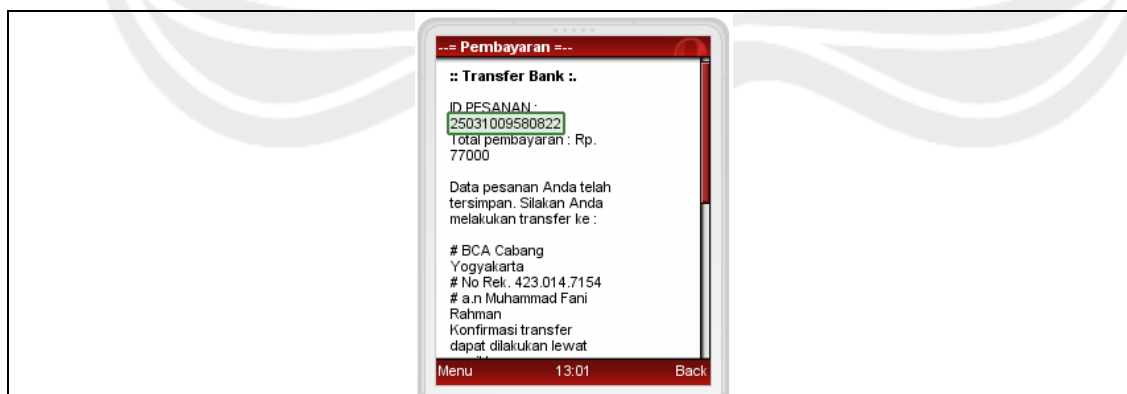 --= Pembayaran =--
:: Transfer Bank :.
ID PESANAN :
25031009580822
Total pembayaran : Rp.
77000
Data pesanan Anda telah
tersimpan. Silakan Anda
melakukan transfer ke :
# BCA Cabang
Yogyakarta
# No Rek. 423.014.7154
# a.n Muhammad Fani
Rahman
Konfirmasi transfer
dapat dilakukan lewat
Menu 13:01 Back